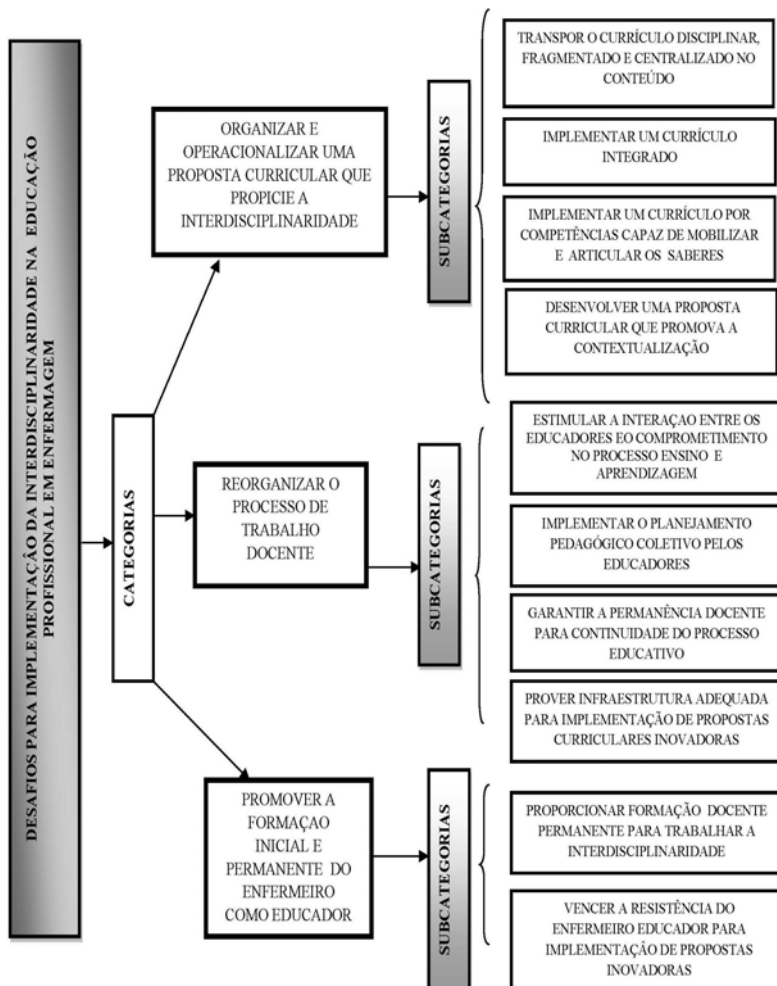 DESAFIOS PARA IMPLEMENTAÇÃO DA INTERDISCIPLINARIDADE NA EDUCAÇÃO
PROFISSIONAL EM ENFERMAGEM
CATEGORIAS
ORGANIZAR E
OPERACIONALIZAR UMA
PROPOSTA CURRICULAR QUE
PROPICIE A
INTERDISCIPLINARIDADE
SUBCATEGORIAS
TRANSPOR O CURRÍCULO DISCIPLINAR,
FRAGMENTADO E CENTRALIZADO NO
CONTEÚDO
IMPLEMENTAR UM CURRÍCULO
INTEGRADO
IMPLEMENTAR UM CURRÍCULO POR
COMPETÊNCIAS CAPAZ DE MOBILIZAR
E ARTICULAR OS SABERES
DESENVOLVER UMA PROPOSTA
CURRICULAR QUE PROMOVA A
CONTEXTUALIZAÇÃO
REORGANIZAR O
PROCESSO DE
TRABALHO DOCENTE
SUBCATEGORIAS
ESTIMULAR A INTERAÇAO ENTRE OS
EDUCADORES EO COMPROMETIMENTO
NO PROCESSO ENSINO E
APRENDIZAGEM
IMPLEMENTAR O PLANEJAMENTO
PEDAGÓGICO COLETIVO PELOS
EDUCADORES
GARANTIR A PERMANÊNCIA DOCENTE
PARA CONTINUIDADE DO PROCESSO
EDUCATIVO
PROVER INFRAESTRUTURA ADEQUADA
PARA IMPLEMENTAÇÃO DE PROPOSTAS
CURRICULARES INOVADORAS
PROMOVER A
FORMAÇAO
INICIAL E
PERMANENTE DO
ENFERMEIRO
COMO EDUCADOR
SUBCATEGORIAS
PROPORCIONAR FORMAÇÃO DOCENTE
PERMANENTE PARA TRABALHAR A
INTERDISCIPLINARIDADE
VENCER A RESISTÊNCIA DO
ENFERMEIRO EDUCADOR PARA
IMPLEMENTAÇÃO DE PROPOSTAS
INOVADORAS